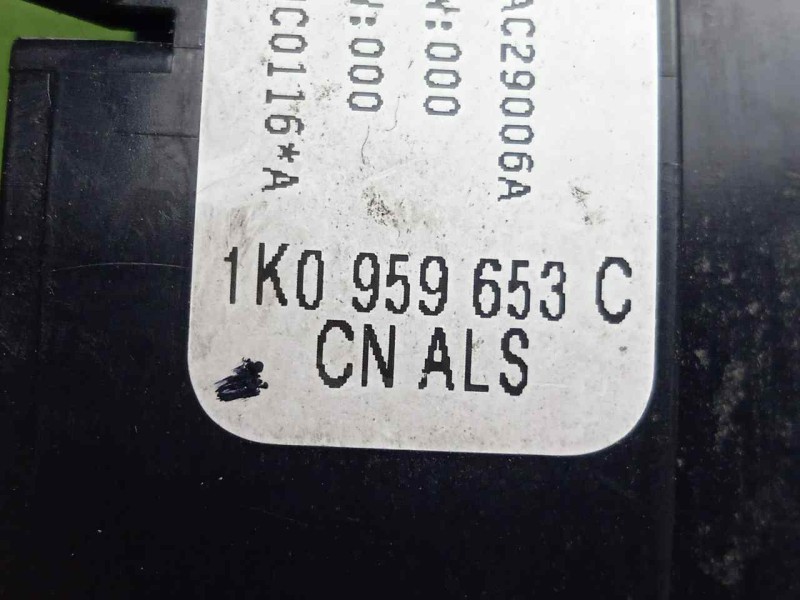 1K0 959 653 C
CN ALS
AC29006A
:000
:000
C0116*A